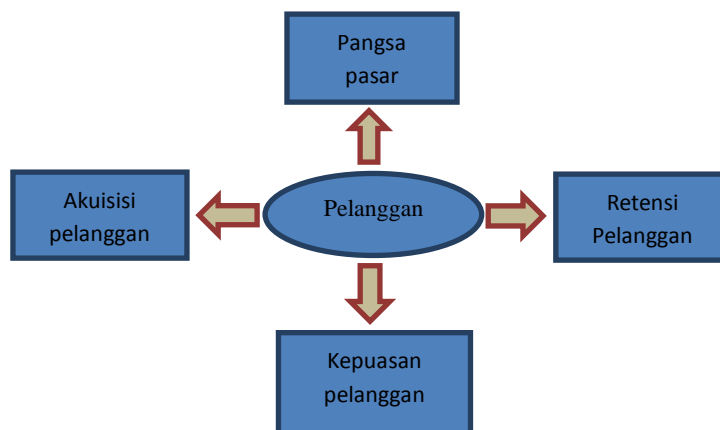 Pangsa
pasar
Akuisisi
pelanggan
Pelanggan
Retensi
Pelanggan
Kepuasan
pelanggan